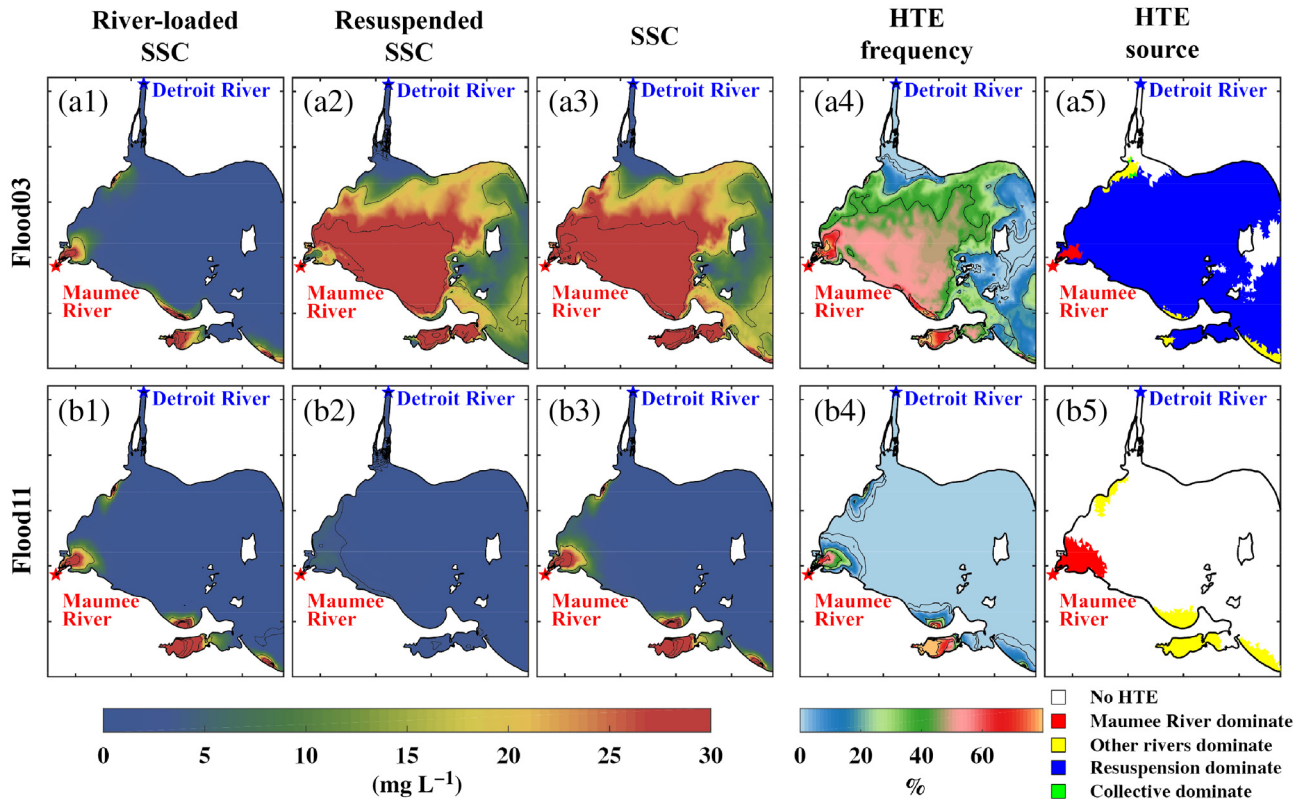 River-loaded
SSC
Resuspended
SSC
SSC
HTE
frequency
HTE
source
Flood03
(a1)
Detroit River
Maumee
River
(a2)
Detroit River
Maumee
River
(a3)
Detroit River
Maumee
River
(a4)
Detroit River
Maumee
River
(a5)
Detroit River
Maumee
River
Flood11
(b1)
Detroit River
Maumee
River
(b2)
Detroit River
Maumee
River
(b3)
Detroit River
Maumee
River
(b4)
Detroit River
Maumee
River
(b5)
Detroit River
Maumee
River
0 5 10 20 30
(mg L⁻¹)
0 20 40 60
%
No HTE
Maumee River dominate
Other rivers dominate
Resuspension dominate
Collective dominate